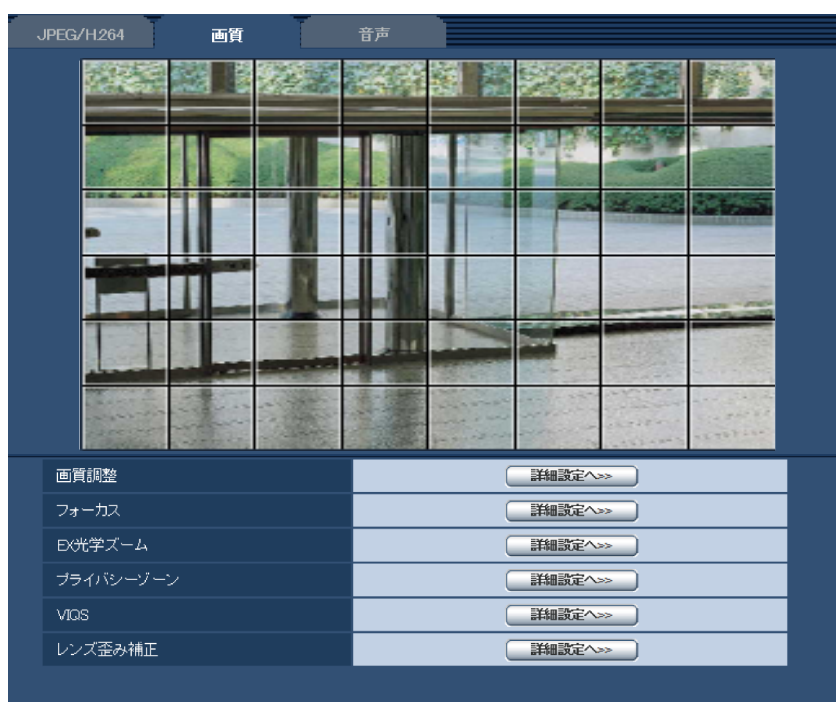 JPEG/H.264 画質 音声
画質調整 詳細設定へ>>
フォーカス 詳細設定へ>>
EX光学ズーム 詳細設定へ>>
プライバシーゾーン 詳細設定へ>>
VIQS 詳細設定へ>>
レンズ歪み補正 詳細設定へ>>